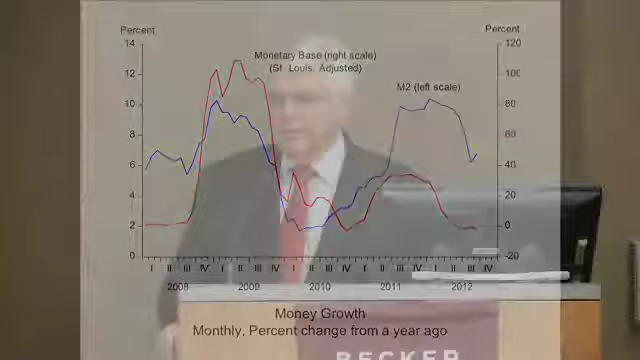 Percent
Percent
14
12
10
8
6
4
2
0
120
100
80
60
40
20
0
-20
Monetary Base (right scale)
(St. Louis, Adjusted)
M2 (left scale)
I II III IV I II III IV I II III IV I II III IV I II III IV
2008 2009 2010 2011 2012
Money Growth
Monthly, Percent change from a year ago
BECKER